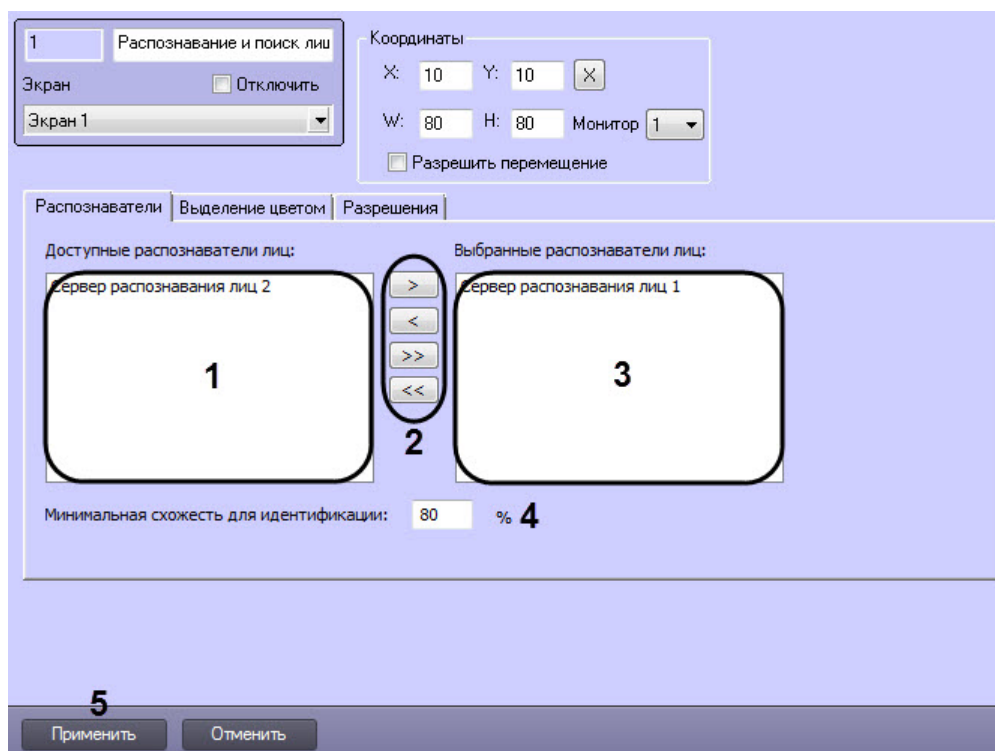 1 Распознавание и поиск лиц
Экран Отключить
Экран 1
Координаты
X: 10 Y: 10 X
W: 80 H: 80 Монитор 1
Разрешить перемещение
Распознаватели Выделение цветом Разрешения
Доступные распознаватели лиц: Выбранные распознаватели лиц:
Сервер распознавания лиц 2 > Сервер распознавания лиц 1
<
>>
<<
1 2 3
Минимальная схожесть для идентификации: 80 % 4
5
Применить Отменить